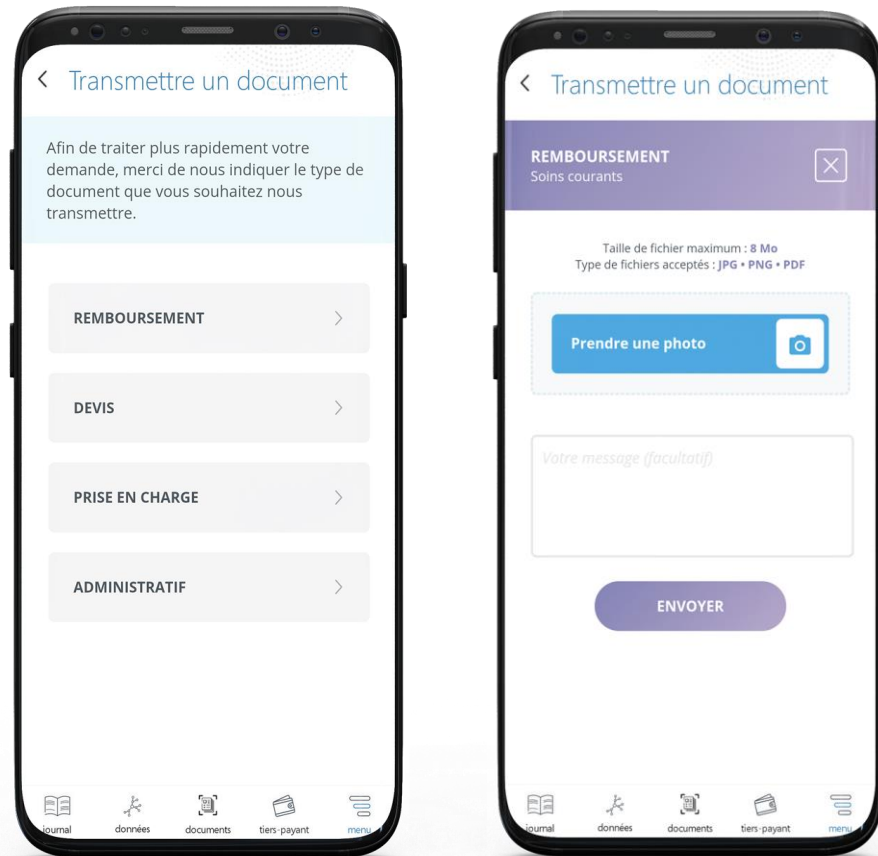 Transmettre un document
Afin de traiter plus rapidement votre
demande, merci de nous indiquer le type de
document que vous souhaitez nous
transmettre.
REMBOURSEMENT
DEVIS
PRISE EN CHARGE
ADMINISTRATIF
journal données documents tiers-payant menu
Transmettre un document
REMBOURSEMENT
Soins courants
Taille de fichier maximum : 8 Mo
Type de fichiers acceptés : JPG • PNG • PDF
Prendre une photo
Votre message (facultatif)
ENVOYER
journal données documents tiers-payant menu